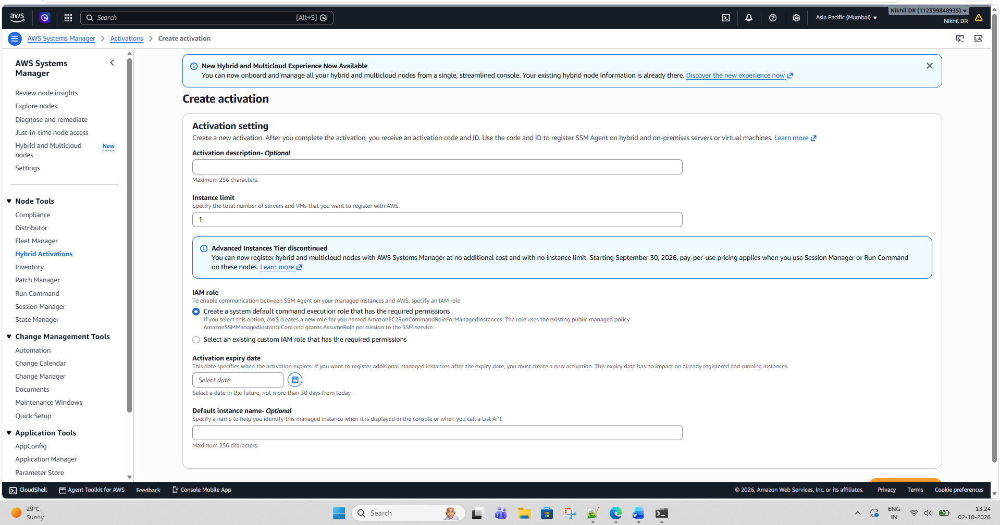 aws
Search
[Alt+S]
Asia Pacific (Mumbai)
Nikhil DR (112399848935)
Nikhil DR
AWS Systems Manager
Activations
Create activation
AWS Systems
Manager
Review node insights
Explore nodes
Diagnose and remediate
Just-in-time node access
Hybrid and Multicloud
nodes
New
Settings
Node Tools
Compliance
Distributor
Fleet Manager
Hybrid Activations
Inventory
Patch Manager
Run Command
Session Manager
State Manager
Change Management Tools
Automation
Change Calendar
Change Manager
Documents
Maintenance Windows
Quick Setup
Application Tools
AppConfig
Application Manager
Parameter Store
New Hybrid and Multicloud Experience Now Available
You can now onboard and manage all your hybrid and multicloud nodes from a single, streamlined console. Your existing hybrid node information is already there. Discover the new experience now
Create activation
Activation setting
Create a new activation. After you complete the activation, you receive an activation code and ID. Use the code and ID to register SSM Agent on hybrid and on-premises servers or virtual machines. Learn more
Activation description- Optional
Maximum 256 characters.
Instance limit
Specify the total number of servers and VMs that you want to register with AWS.
1
Advanced Instances Tier discontinued
You can now register hybrid and multicloud nodes with AWS Systems Manager at no additional cost and with no instance limit. Starting September 30, 2026, pay-per-use pricing applies when you use Session Manager or Run Command
on these nodes. Learn more
IAM role
To enable communication between SSM Agent on your managed instances and AWS, specify an IAM role
Create a system default command execution role that has the required permissions
If you select this option, AWS creates a new role for you named AmazonEC2RunCommandRoleForManagedInstances. The role uses the existing public managed policy
AmazonSSMManagedInstanceCore and grants AssumeRole permission to the SSM service.
Select an existing custom IAM role that has the required permissions
Activation expiry date
This date specifies when the activation expires. If you want to register additional managed instances after the expiry date, you must create a new activation. This expiry date has no impact on already registered and running instances.
Select date
Select a date in the future, not more than 30 days from today
Default instance name- Optional
Specify a name to help you identify this managed instance when it is displayed in the console or when you call a List API.
Maximum 256 characters.
CloudShell
Agent Toolkit for AWS
Feedback
Console Mobile App
© 2026, Amazon Web Services, Inc. or its affiliates.
Privacy
Terms
Cookie preferences
29°C
Sunny
Search
ENG
IN
13:24
02-10-2026